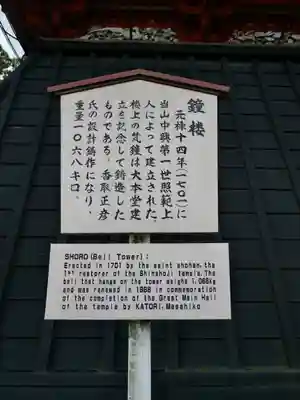 鐘楼
元祿十四年(一七〇一)に
当山中興第一世照範上
人によって建立された。
楼上の梵鐘は大本堂建
立を記念して鋳造した
ものである。香取正彦
氏の設計鋳作になり、
重量一〇六八キロ。
SHORO (Bell Tower):
Erected in 1701 by the saint shohan, the
1st restorer of the Shinshoji temple. The
bell that hangs on the tower weighs 1,068kg
and was renewed in 1968 in commemoration
of the completion of the Great Main Hall
of the temple by KATORI, Masahiko